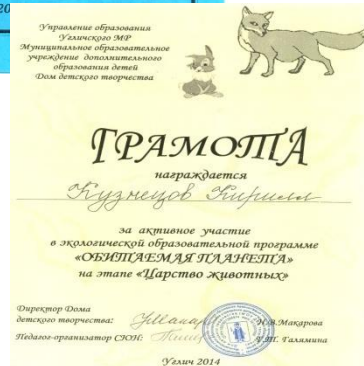 Управление образования
Угличского МР
Муниципальное образовательное
учреждение дополнительного
образования детей
Дом детского творчества
ГРАМОТА
награждается
Кузнецов Кирилл
за активное участие
в экологической образовательной программе
«ОБИТАЕМАЯ ПЛАНЕТА»
на этапе «Царство животных»
Директор Дома
детского творчества: Н.В.Макарова
Педагог-организатор СЮН: Галямина
Углич 2014